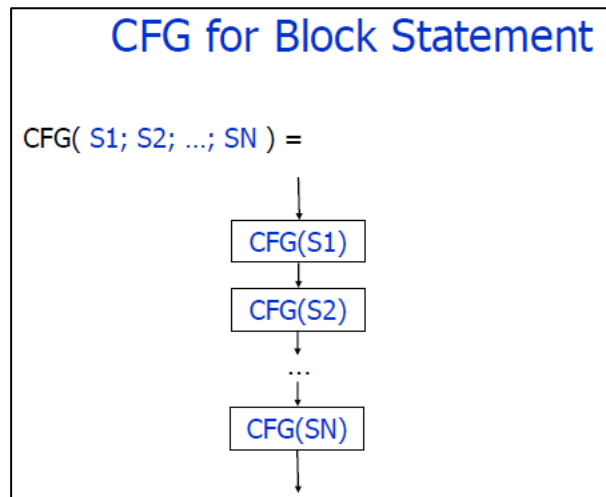 CFG for Block Statement
CFG( S1; S2; ...; SN ) =
CFG(S1)
CFG(S2)
...
CFG(SN)